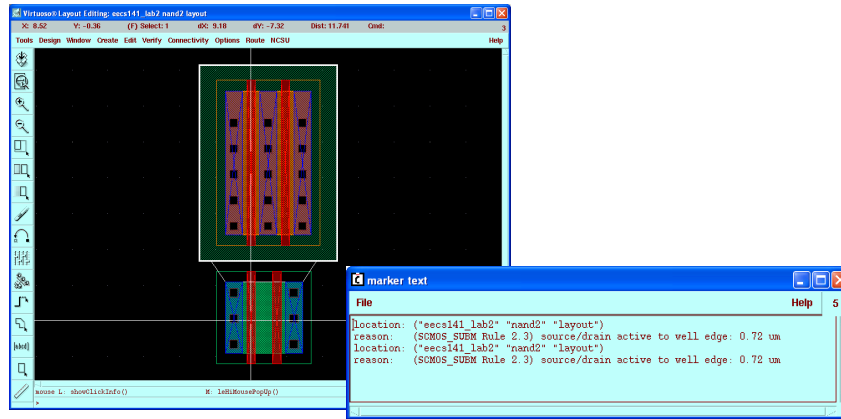 Virtuoso® Layout Editing: eecs141_lab2 nand2 layout
X: 8.52 Y: -0.36 (F) Select: 1 dX: 9.18 dY: -7.32 Dist: 11.741 Cmd:
3
Tools Design Window Create Edit Verify Connectivity Options Route NCSU Help
[abcd]
mouse L: showClickInfo() M: leHiMousePopUp()
>
marker text
File Help 5
location: ("eecs141_lab2" "nand2" "layout")
reason: (SCMOS_SUBM Rule 2.3) source/drain active to well edge: 0.72 um
location: ("eecs141_lab2" "nand2" "layout")
reason: (SCMOS_SUBM Rule 2.3) source/drain active to well edge: 0.72 um